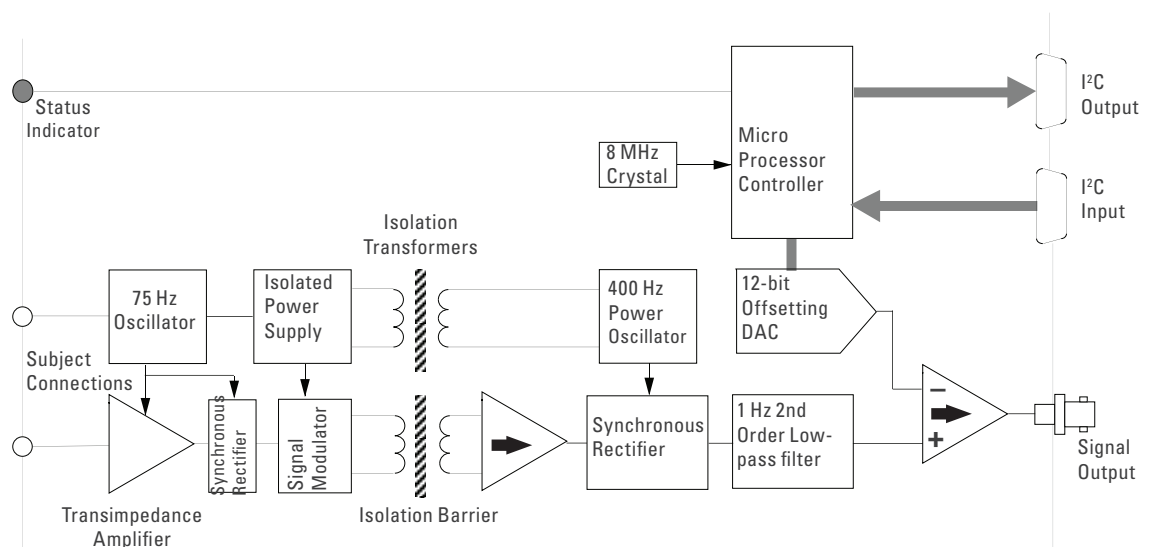 Status
Indicator
8 MHz
Crystal
Micro
Processor
Controller
I²C
Output
I²C
Input
Isolation
Transformers
75 Hz
Oscillator
Isolated
Power
Supply
400 Hz
Power
Oscillator
12-bit
Offsetting
DAC
Subject
Connections
Synchronous
Rectifier
Signal
Modulator
Synchronous
Rectifier
1 Hz 2nd
Order Low-
pass filter
−
+
Signal
Output
Transimpedance
Amplifier
Isolation Barrier